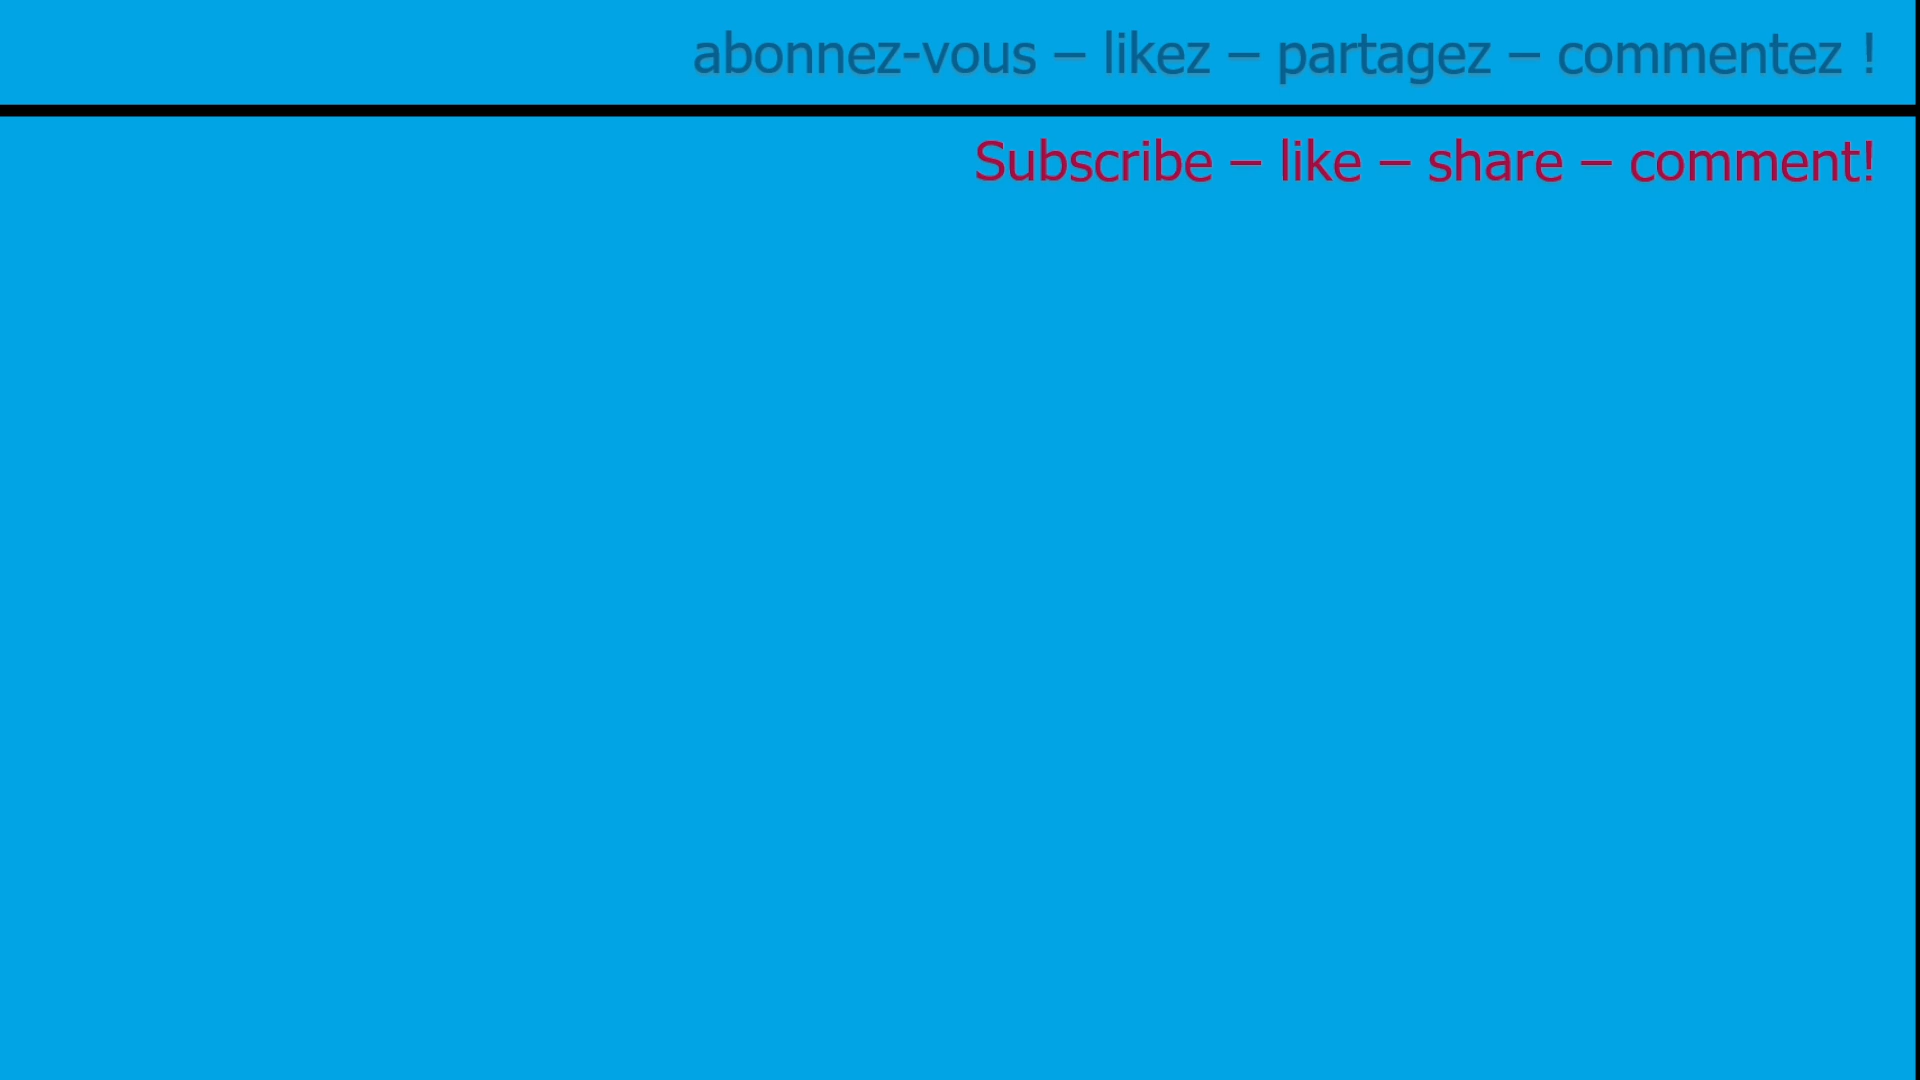 abonnez-vous – likez – partagez – commentez !
Subscribe – like – share – comment!